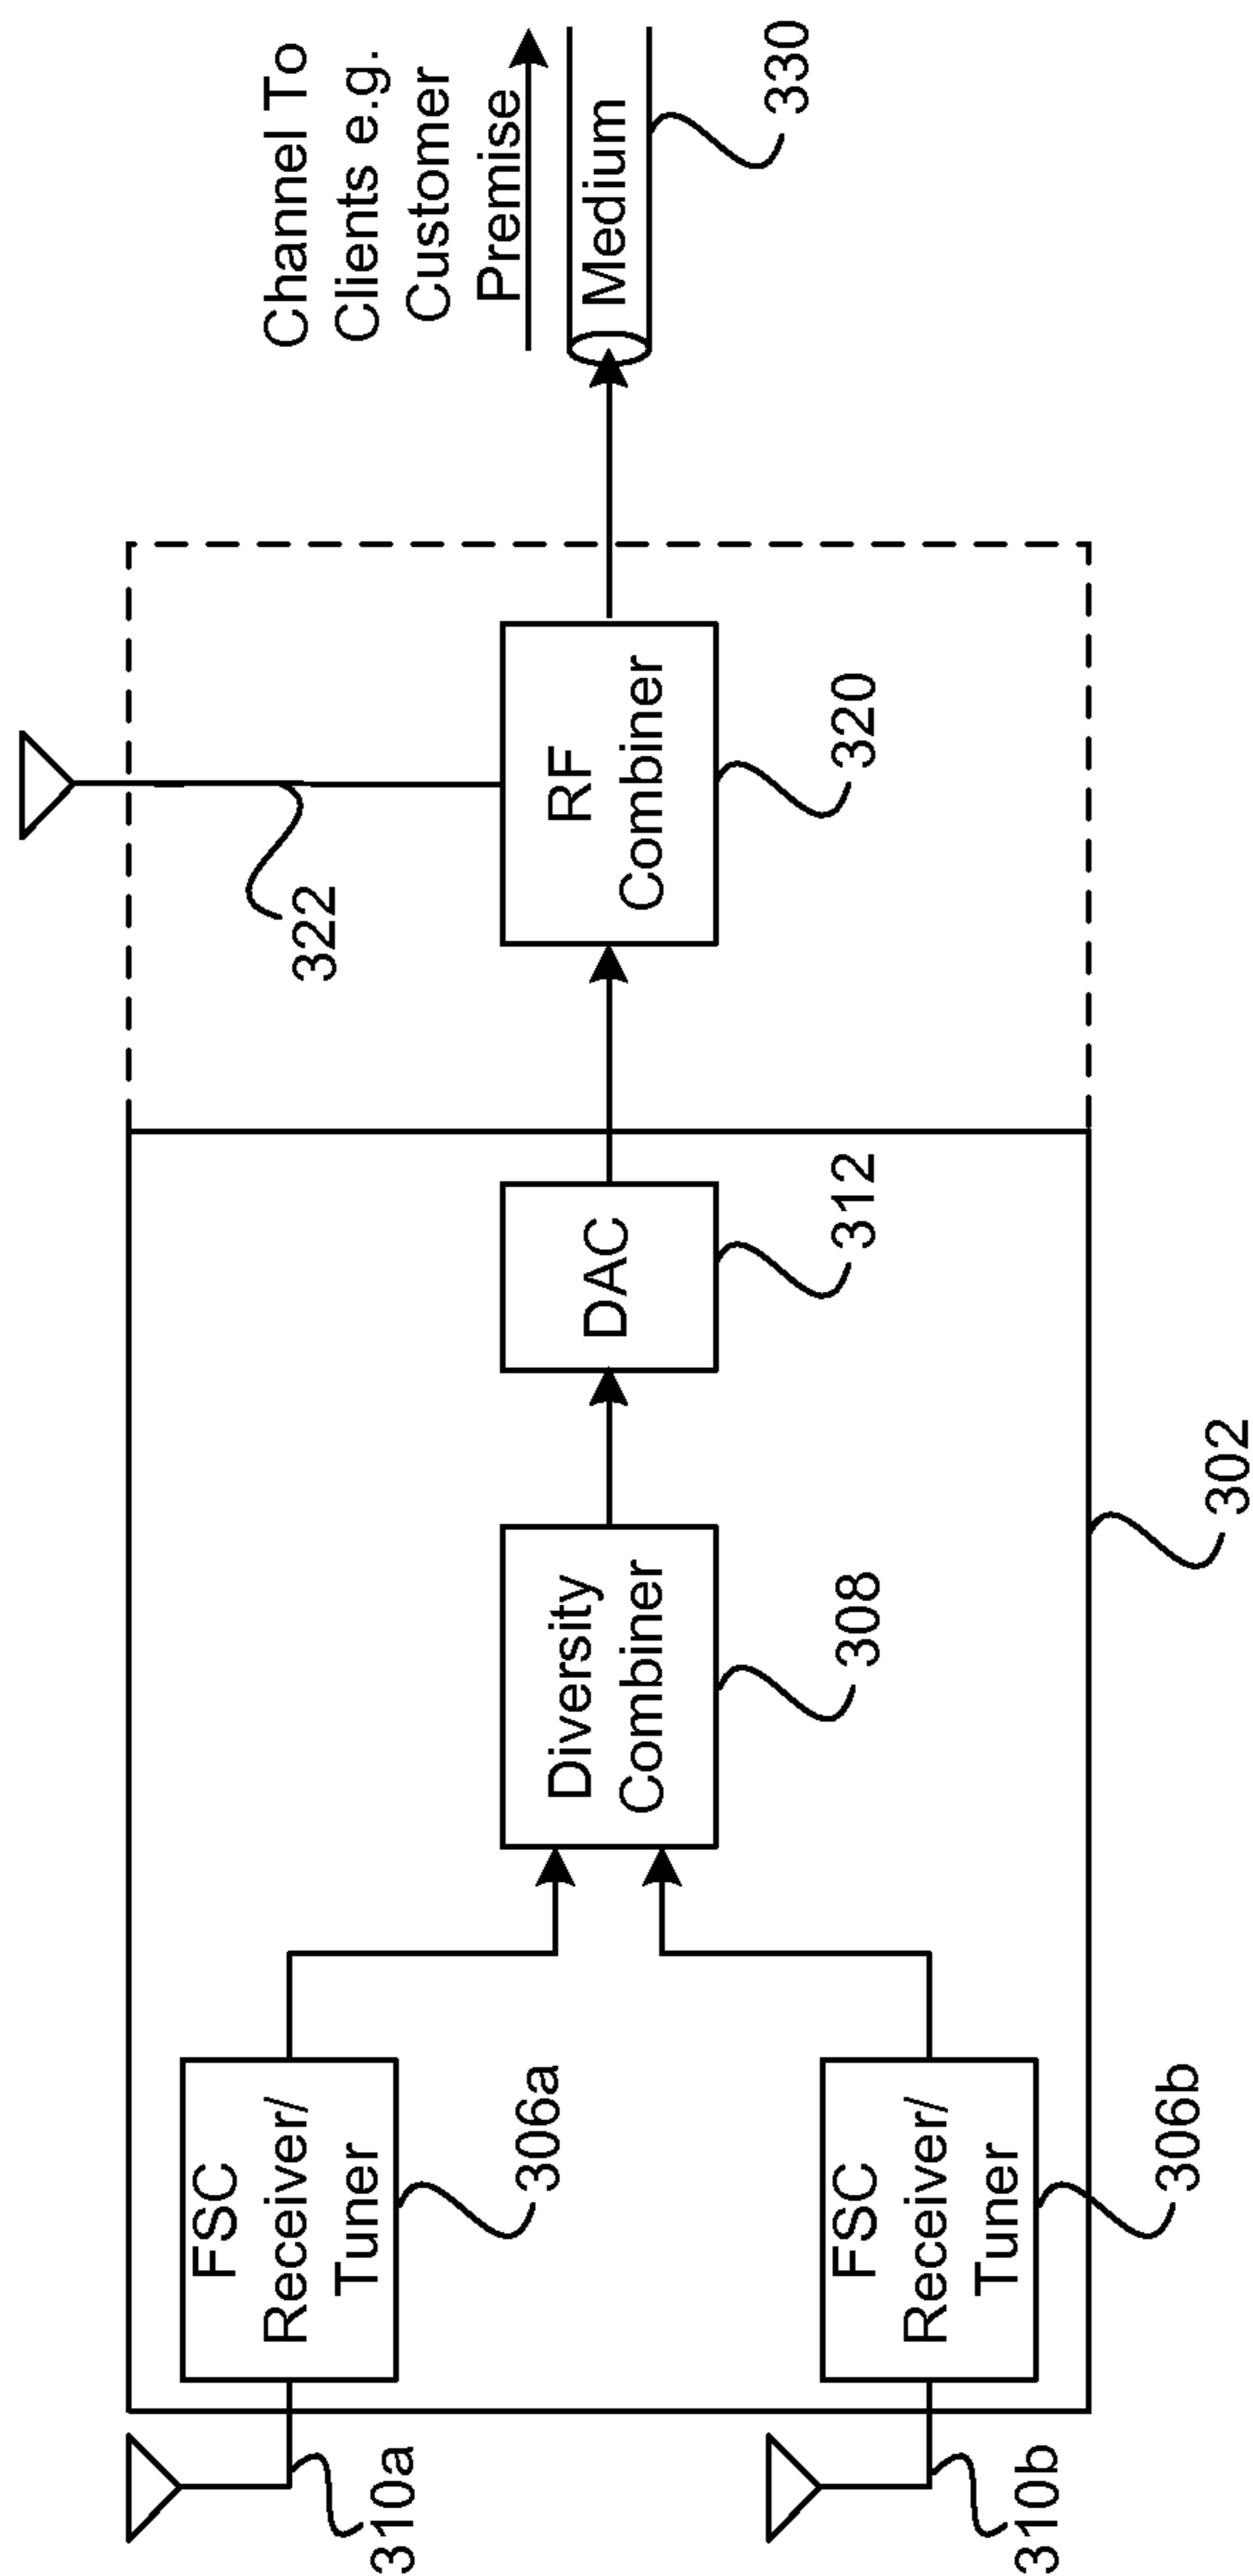 322
Channel To
Clients e.g.
Customer
Premise
310a
FSC
Receiver/
Tuner
306a
Diversity
Combiner
308
DAC
312
RF
Combiner
320
Medium
330
310b
FSC
Receiver/
Tuner
306b
302